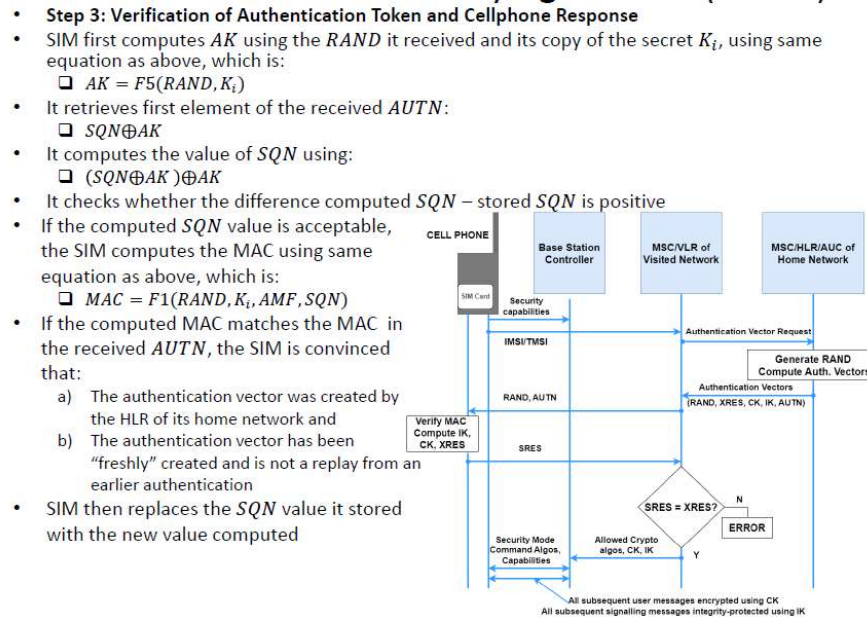 • Step 3: Verification of Authentication Token and Cellphone Response
• SIM first computes AK using the RAND it received and its copy of the secret Kᵢ, using same
equation as above, which is:
❑ AK = F5(RAND, Kᵢ)
• It retrieves first element of the received AUTN:
❑ SQN⊕AK
• It computes the value of SQN using:
❑ (SQN⊕AK )⊕AK
• It checks whether the difference computed SQN – stored SQN is positive
• If the computed SQN value is acceptable,
the SIM computes the MAC using same
equation as above, which is:
❑ MAC = F1(RAND, Kᵢ, AMF, SQN)
• If the computed MAC matches the MAC in
the received AUTN, the SIM is convinced
that:
a) The authentication vector was created by
the HLR of its home network and
b) The authentication vector has been
“freshly” created and is not a replay from an
earlier authentication
• SIM then replaces the SQN value it stored
with the new value computed
CELL PHONE
SIM Card
Base Station
Controller
MSC/VLR of
Visited Network
MSC/HLR/AUC of
Home Network
Security
capabilities
IMSI/TMSI
Authentication Vector Request
Generate RAND
Compute Auth. Vectors
Authentication Vectors
(RAND, XRES, CK, IK, AUTN)
RAND, AUTN
Verify MAC
Compute IK,
CK, XRES
SRES
SRES = XRES?
N
ERROR
Y
Allowed Crypto
algos, CK, IK
Security Mode
Command Algos,
Capabilities
All subsequent user messages encrypted using CK
All subsequent signalling messages integrity-protected using IK